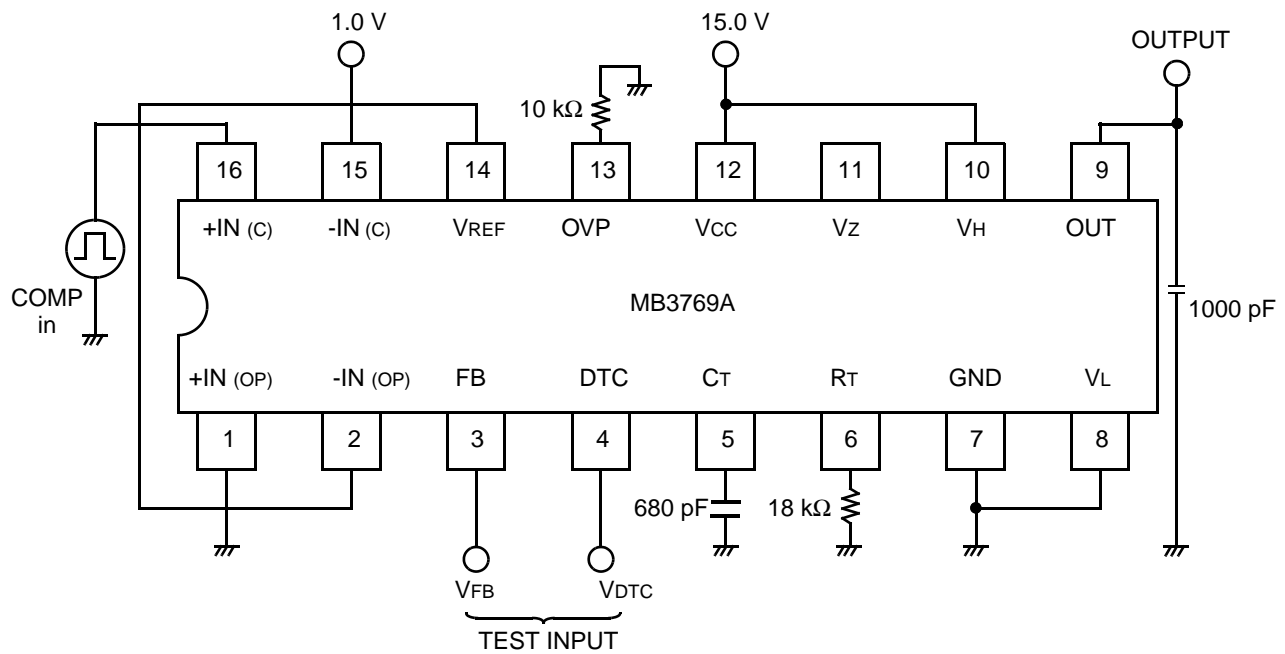 1.0 V
15.0 V
OUTPUT
10 kΩ
16 15 14 13 12 11 10 9
+IN (C) -IN (C) VREF OVP VCC VZ VH OUT
COMP
in
MB3769A
1000 pF
+IN (OP) -IN (OP) FB DTC CT RT GND VL
1 2 3 4 5 6 7 8
680 pF 18 kΩ
VFB VDTC
TEST INPUT